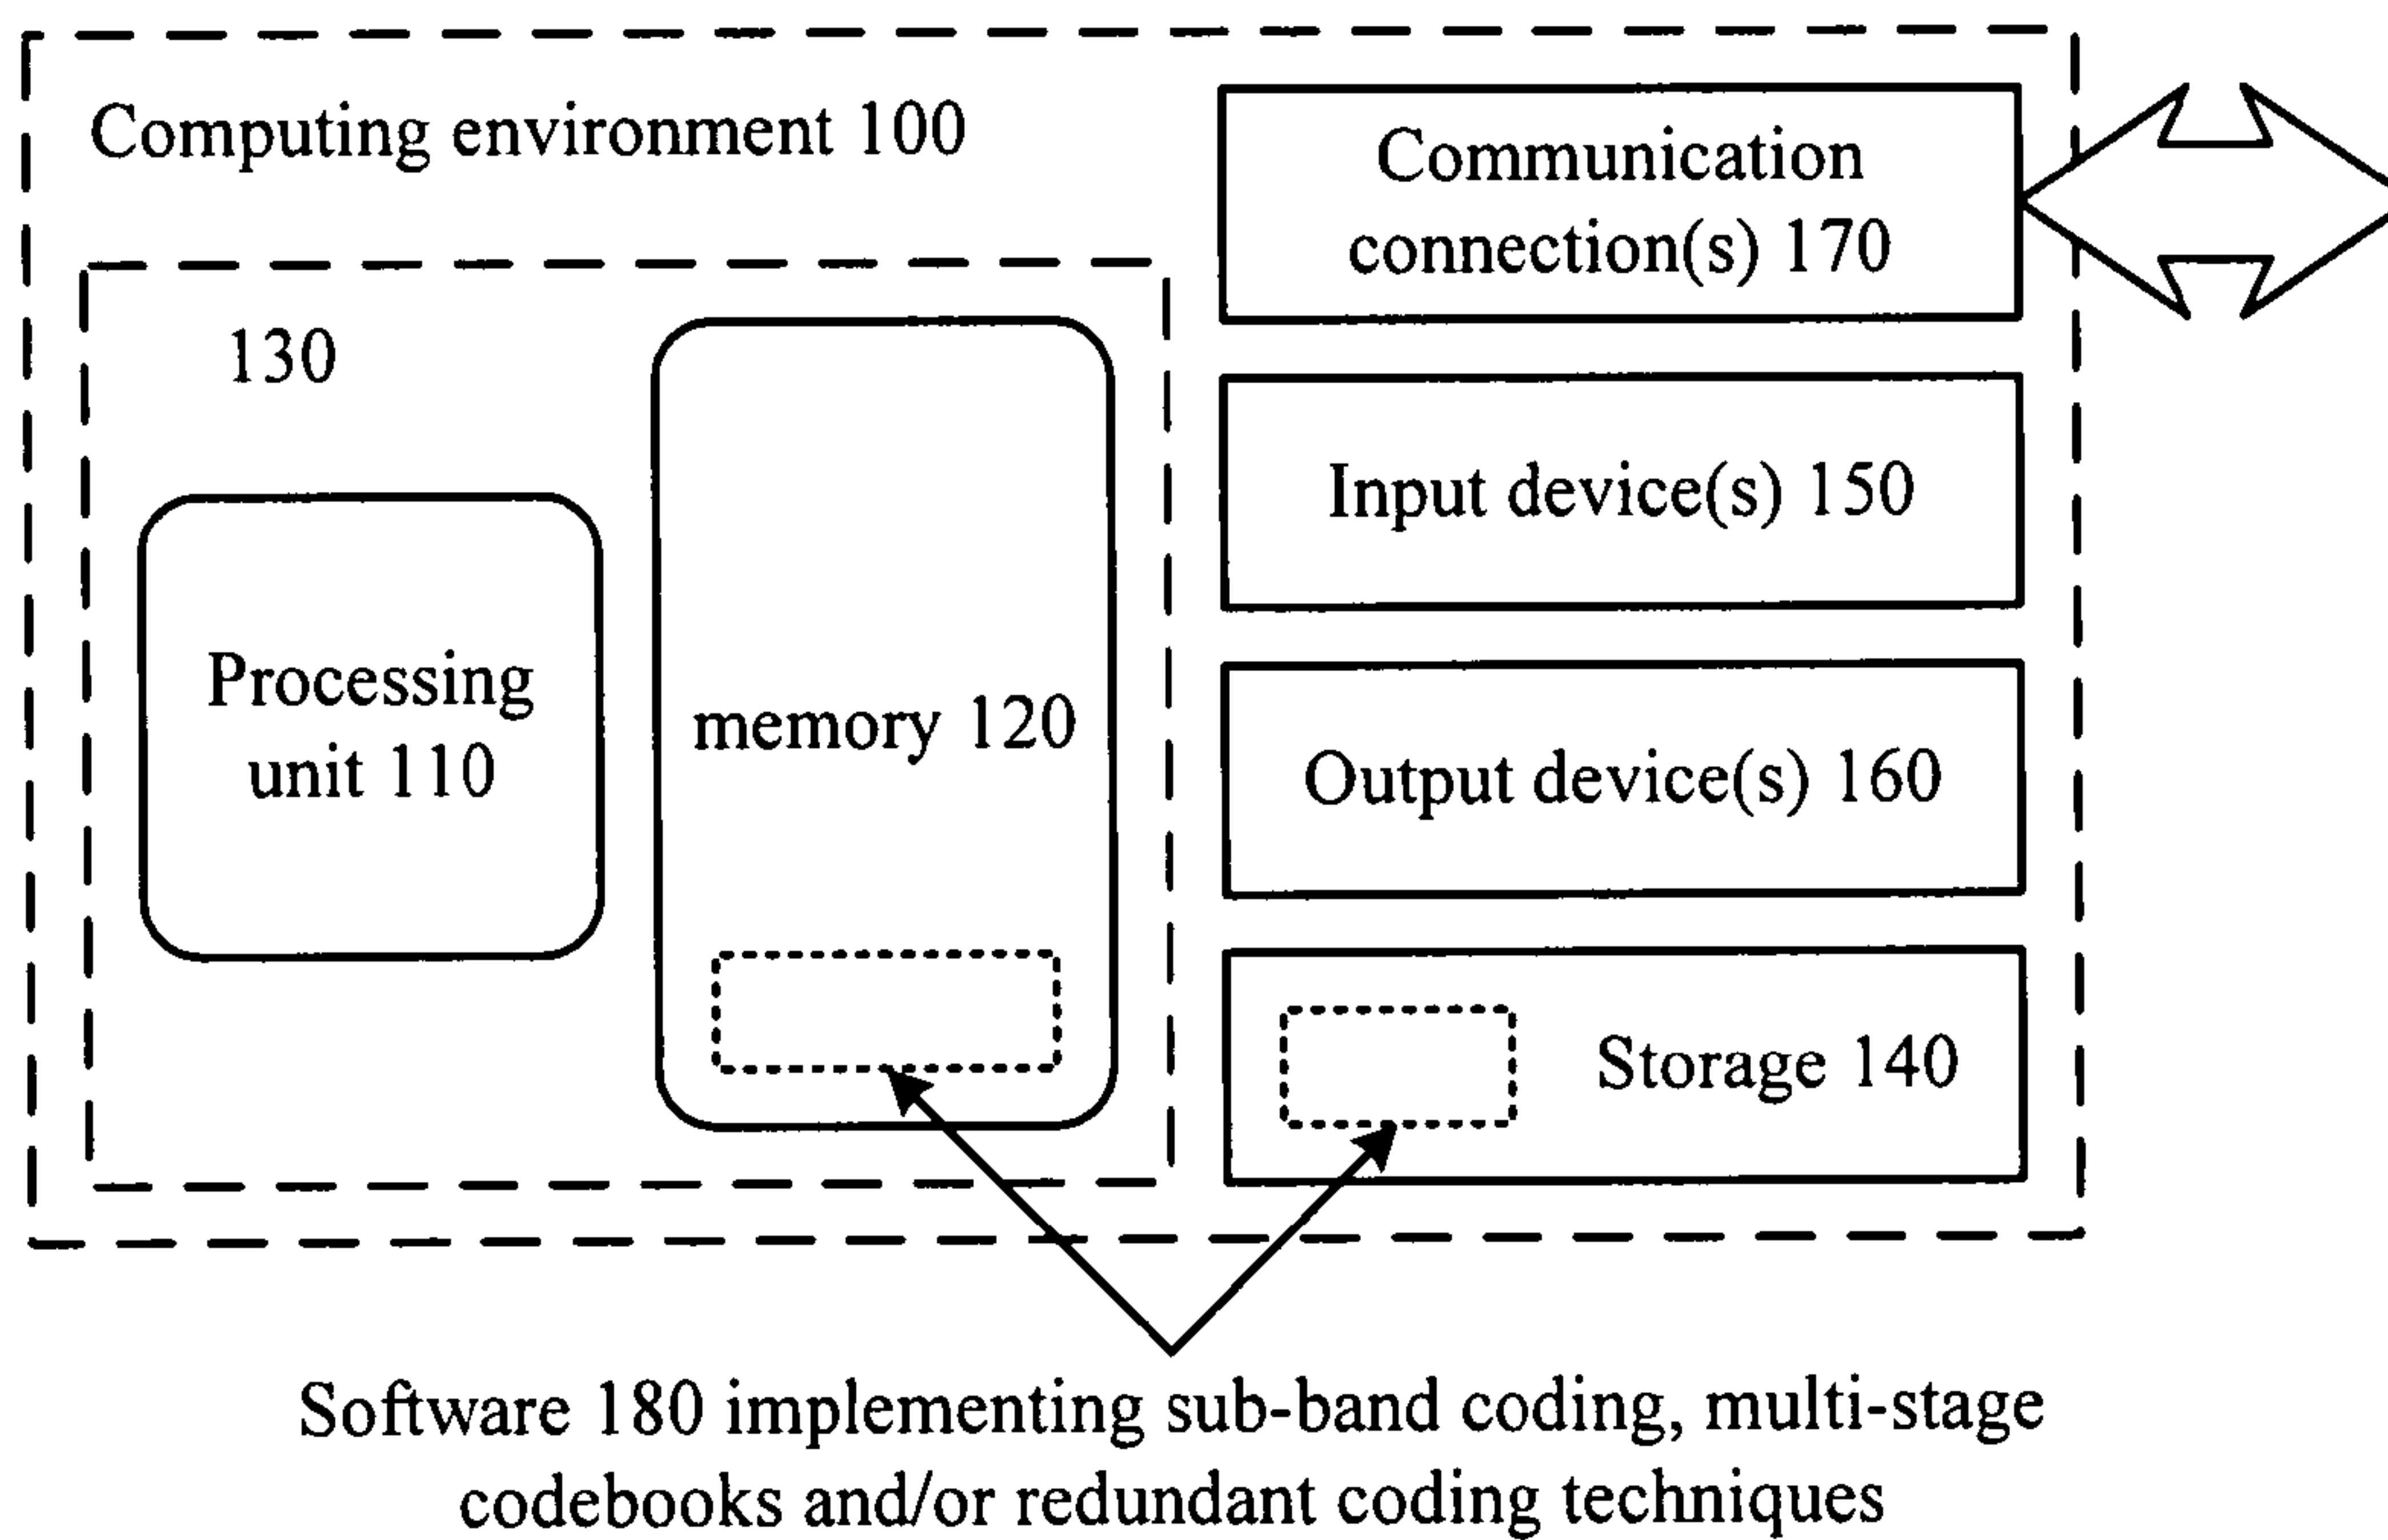 Computing environment 100
Communication
connection(s) 170
130
Input device(s) 150
Processing
unit 110
memory 120
Output device(s) 160
Storage 140
Software 180 implementing sub-band coding, multi-stage
codebooks and/or redundant coding techniques